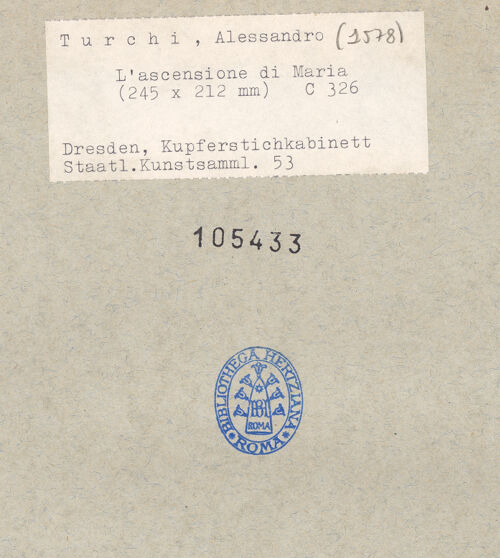 Turchi, Alessandro (1578)
L'ascensione di Maria
(245 x 212 mm) C 326
Dresden, Kupferstichkabinett
Staatl.Kunstsamml. 53
105433
BIBLIOTHECA HERTZIANA
ROMA
ROMA